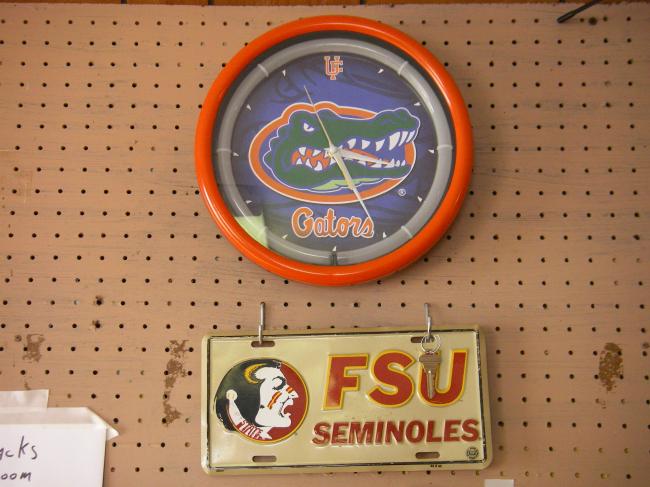 UF
Gators
®
FSU
SEMINOLES
cks
oom